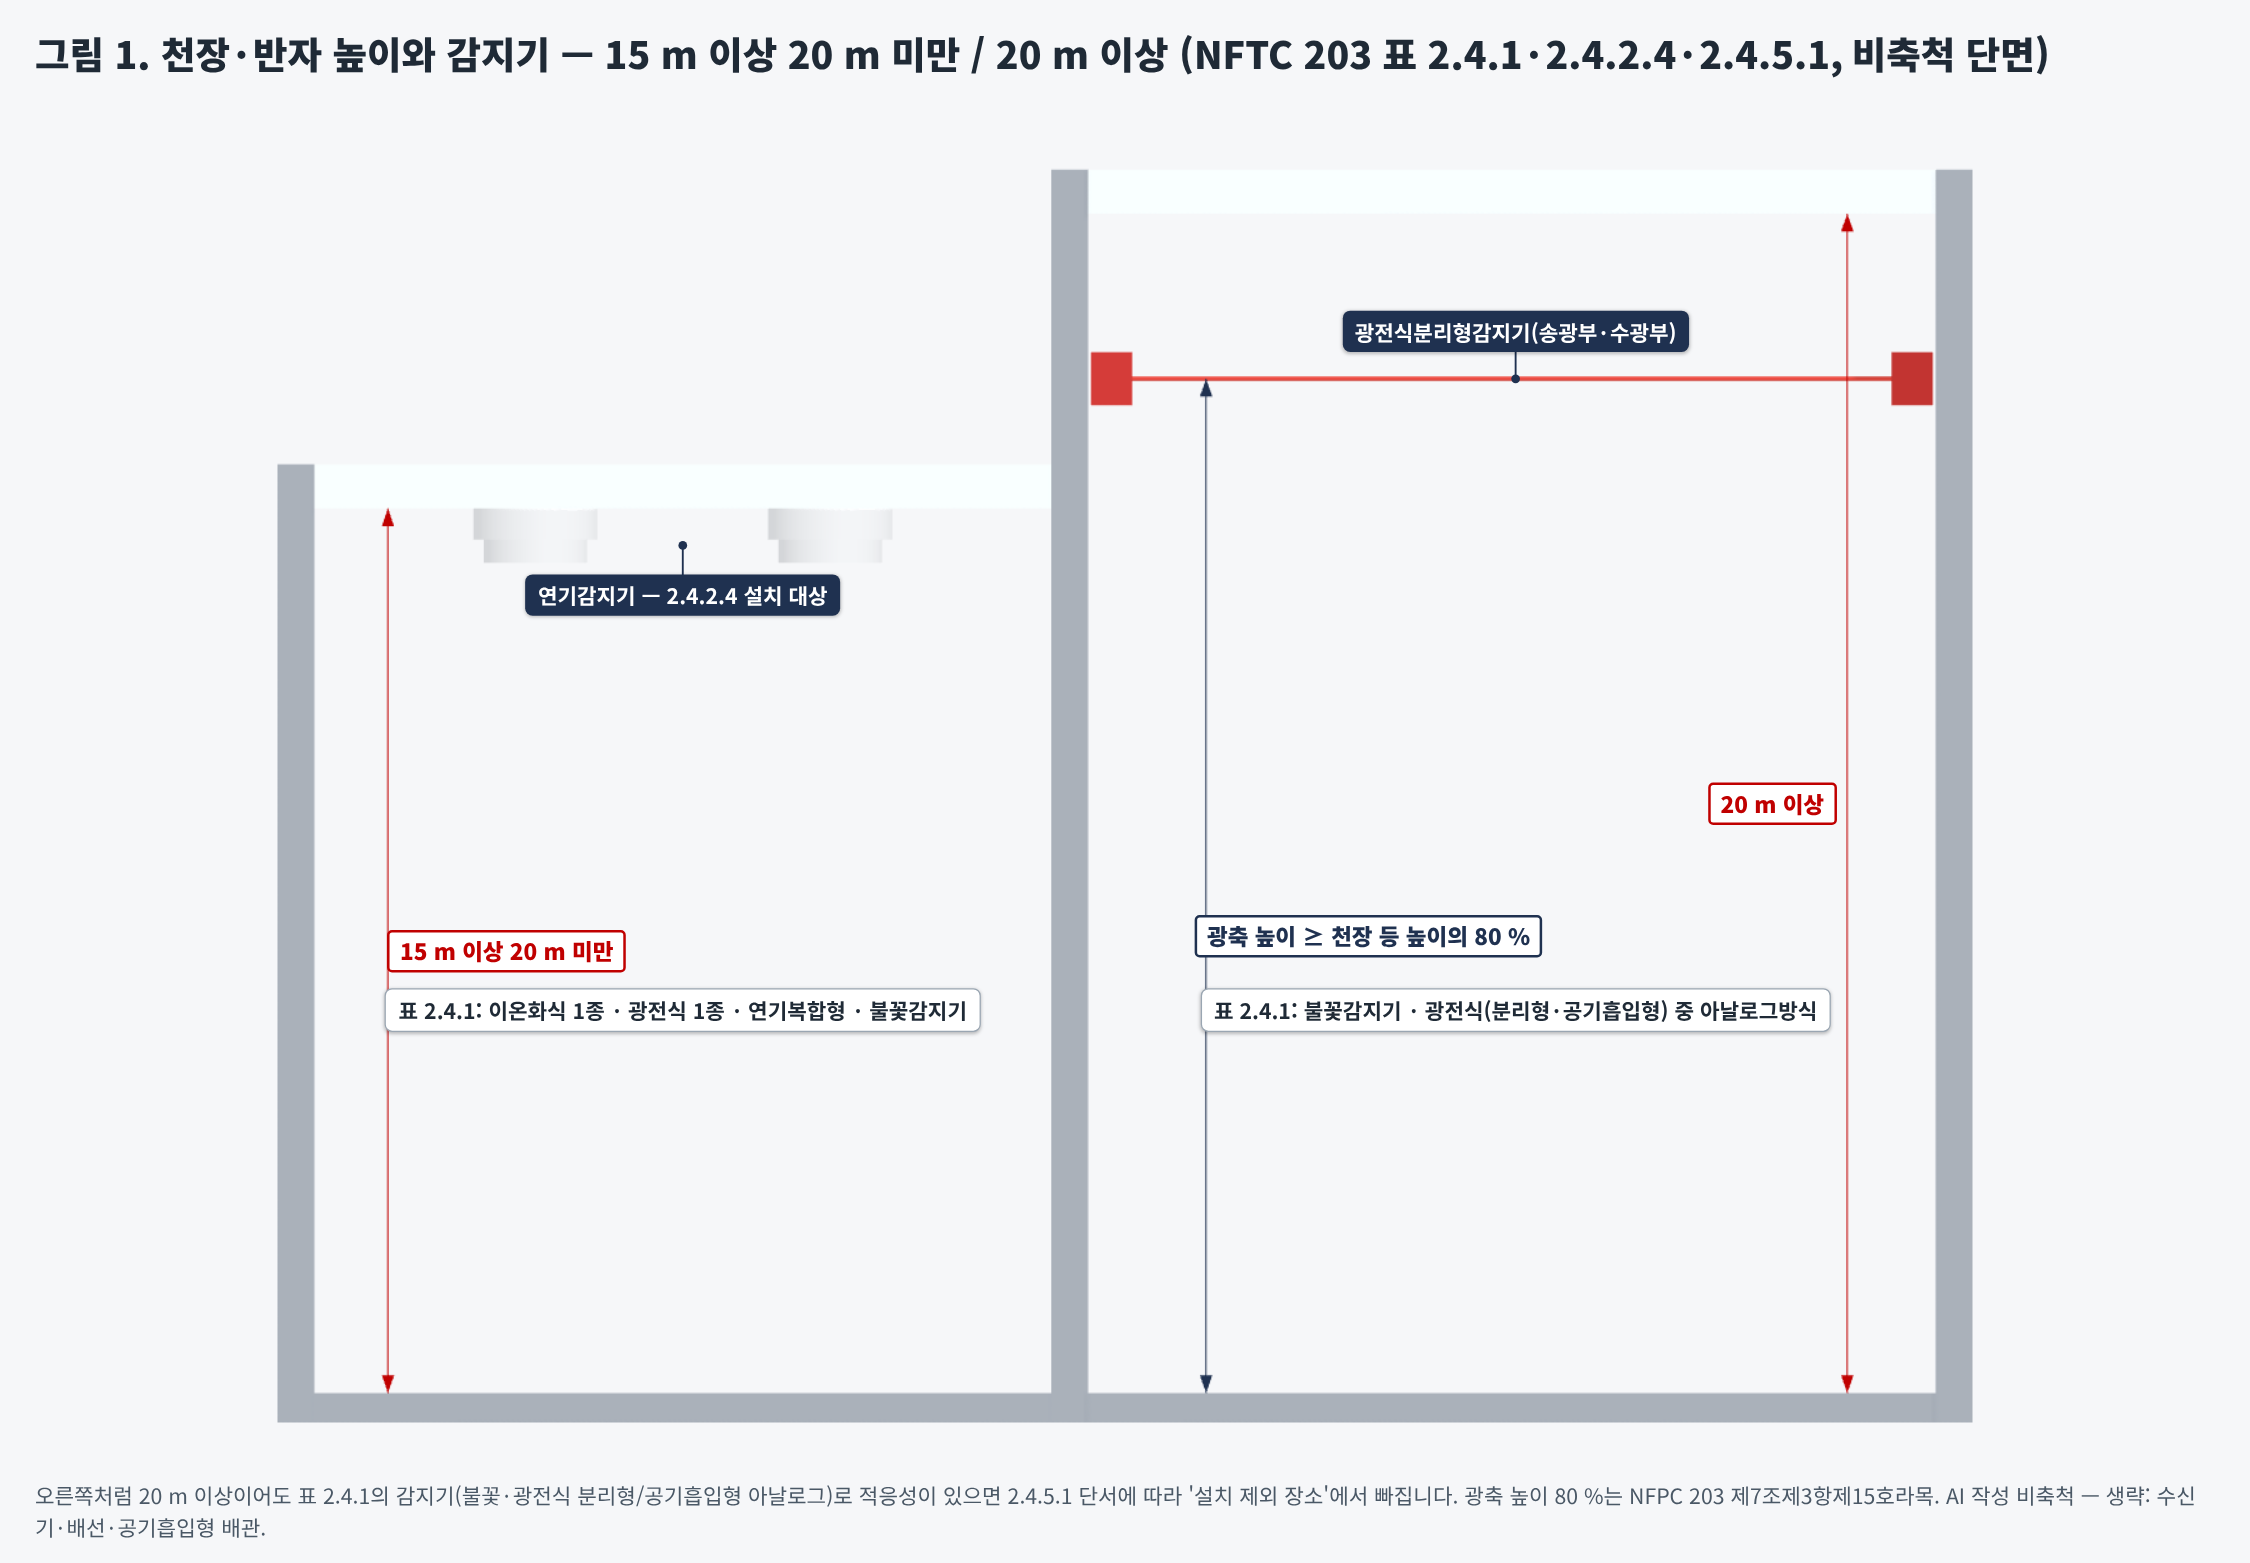 그림 1. 천장·반자 높이와 감지기 — 15 m 이상 20 m 미만 / 20 m 이상 (NFTC 203 표 2.4.1·2.4.2.4·2.4.5.1, 비축척 단면)
광전식분리형감지기(송광부·수광부)
연기감지기 — 2.4.2.4 설치 대상
20 m 이상
15 m 이상 20 m 미만
광축 높이 ≥ 천장 등 높이의 80 %
표 2.4.1: 이온화식 1종 · 광전식 1종 · 연기복합형 · 불꽃감지기
표 2.4.1: 불꽃감지기 · 광전식(분리형·공기흡입형) 중 아날로그방식
오른쪽처럼 20 m 이상이어도 표 2.4.1의 감지기(불꽃·광전식 분리형/공기흡입형 아날로그)로 적응성이 있으면 2.4.5.1 단서에 따라 '설치 제외 장소'에서 빠집니다. 광축 높이 80 %는 NFPC 203 제7조제3항제15호라목. AI 작성 비축척 — 생략: 수신
기·배선·공기흡입형 배관.